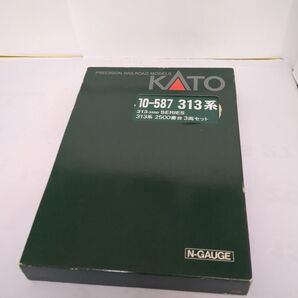 PRECISION RAILROAD MODELS
KATO
10-587 313系
313-2500 SERIES
313系 2500番台 3両セット
N-GAUGE